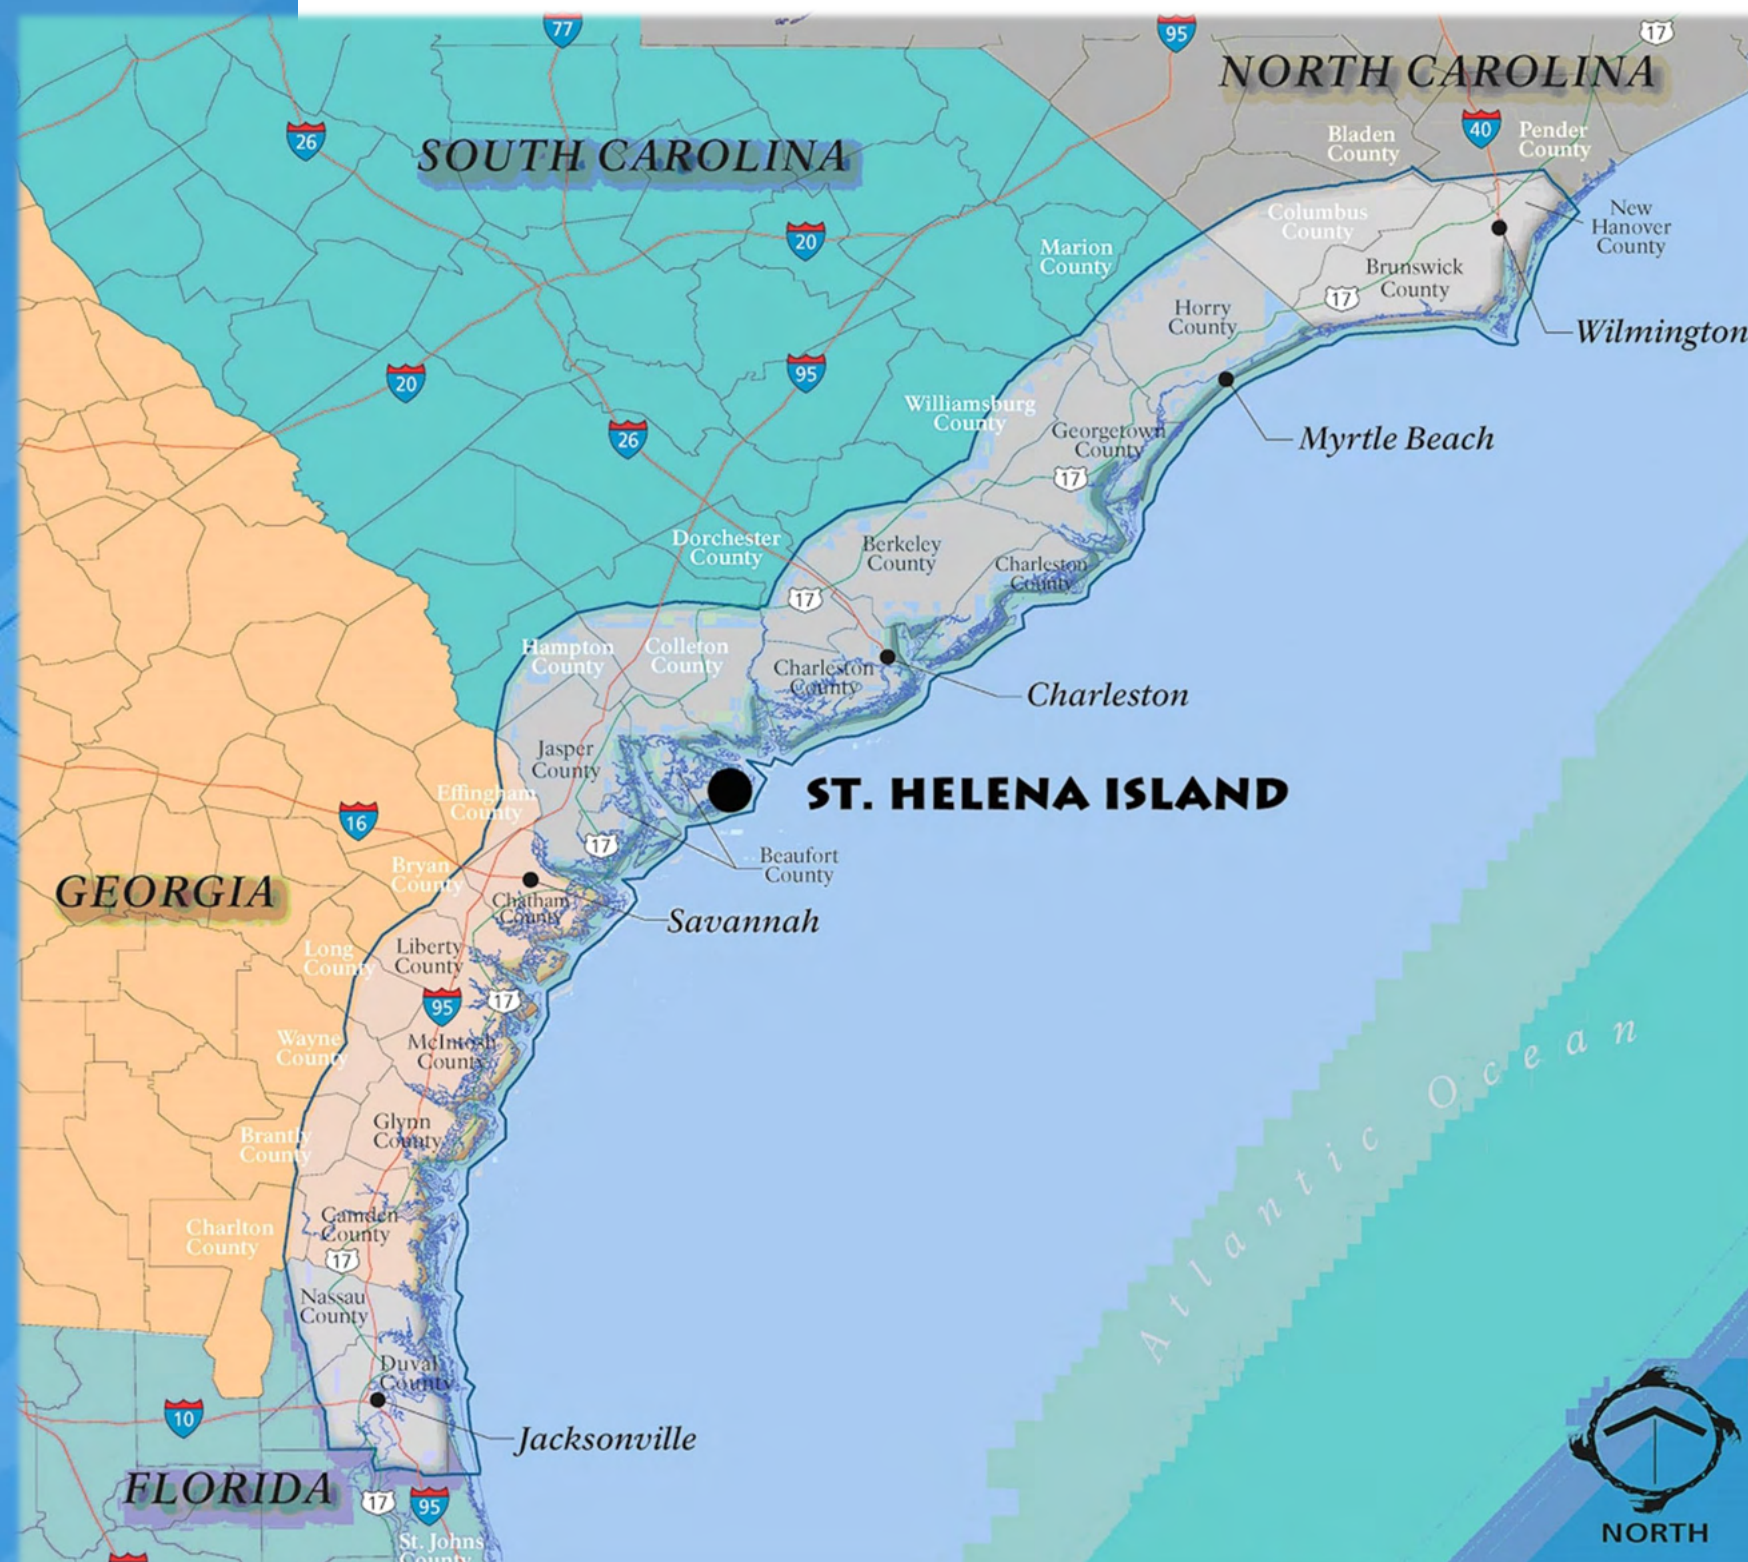 77
95
17
NORTH CAROLINA
26
SOUTH CAROLINA
40
Bladen
County
Pender
County
20
Marion
County
Columbus
County
New
Hanover
County
Brunswick
County
17
Horry
County
Wilmington
20
95
26
Williamsburg
County
Georgetown
County
Myrtle Beach
17
Dorchester
County
Berkeley
County
Charleston
County
17
Hampton
County
Colleton
County
Charleston
County
Charleston
Jasper
County
ST. HELENA ISLAND
Effingham
County
16
17
Beaufort
County
Bryan
County
GEORGIA
Chatham
County
Savannah
Long
County
Liberty
County
95
17
Wayne
County
McIntosh
County
Atlantic Ocean
Brantly
County
Glynn
County
Charlton
County
Camden
County
17
Nassau
County
Duval
County
10
Jacksonville
FLORIDA
17
95
St. Johns
County
NORTH